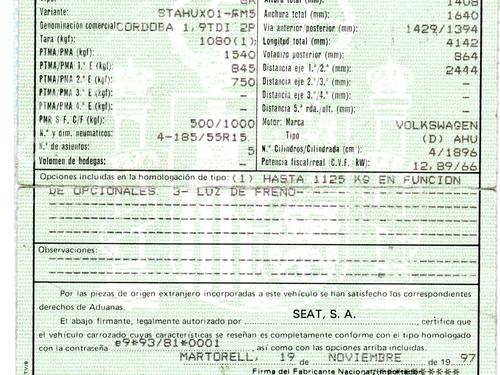 Variante: STAHUX01-FM5 Anchura total (mm): 1640
Denominación comercial: CORDOBA 1,9TDI 2P Vía anterior/posterior (mm): 1429/1394
Tara (kgf): 1080(1) Longitud total (mm): 4142
PTMA/PMA (kgf): 1540 Voladizo posterior (mm): 864
PTMA/PMA 1.º E (kgf): 845 Distancia eje 1.º/2.º (mm): 2444
PTMA/PMA 2.º E (kgf): 750 Distancia eje 2.º/3.º (mm):
PTMA/PMA 3.º E (kgf): Distancia eje 3.º/4.º (mm):
PTMA/PMA 4.º E (kgf): Distancia 5.ª rda./ult. (mm):
PMR S F, C/F (kgf): 500/1000 Motor: Marca VOLKSWAGEN
N.º y dim. neumáticos: 4-185/55R15 Tipo (D) AHU
N.º de asientos: 5 N.º Cilindros/Cilindrada (cm³): 4/1896
Volumen de bodegas: Potencia fiscal/real (C.V.F./kW): 12,89/66
Opciones incluidas en la homologación de tipo: (1) HASTA 1125 KG EN FUNCION
DE OPCIONALES. 3- LUZ DE FRENO-
Observaciones:
Por las piezas de origen extranjero incorporadas a este vehículo se han satisfecho los correspondientes
derechos de Aduanas.
El abajo firmante, legalmente autorizado por SEAT, S. A., certifica que
el vehículo carrozado cuyas características se reseñan es completamente conforme con el tipo homologado
con la contraseña e9*93/81*0001, así como con las opciones arriba incluidas.
MARTORELL, 19 de NOVIEMBRE de 19 97
Firma del Fabricante Nacional